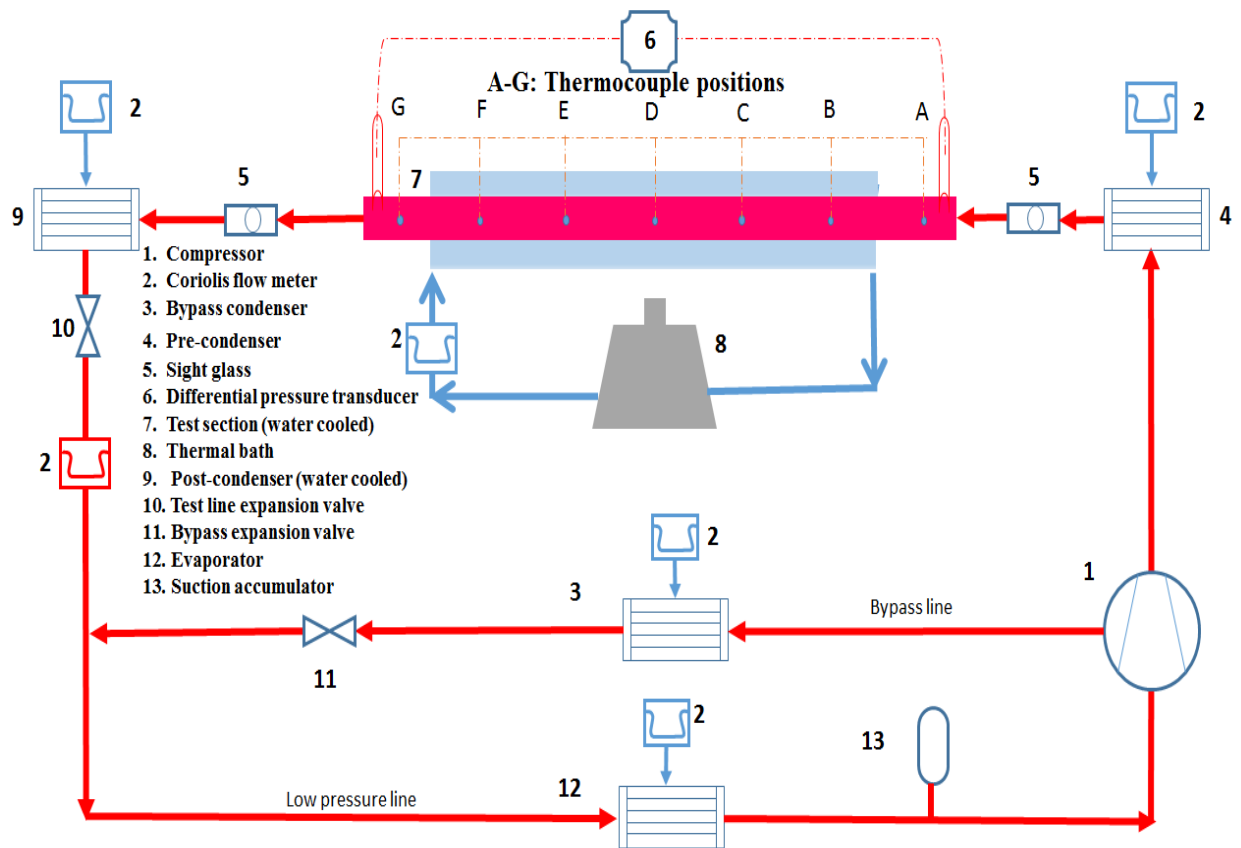 6
A-G: Thermocouple positions
2
2
G F E D C B A
5
7
5
9
4
1. Compressor
2. Coriolis flow meter
3. Bypass condenser
4. Pre-condenser
5. Sight glass
6. Differential pressure transducer
7. Test section (water cooled)
8. Thermal bath
9. Post-condenser (water cooled)
10. Test line expansion valve
11. Bypass expansion valve
12. Evaporator
13. Suction accumulator
10
2
8
2
2
3
Bypass line
1
11
2
13
12
Low pressure line